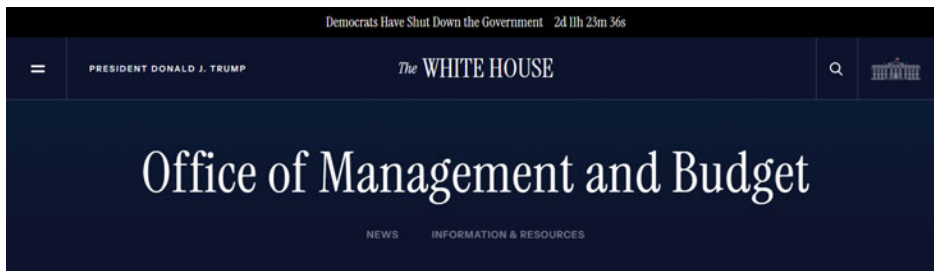 Democrats Have Shut Down the Government 2d 11h 23m 36s
PRESIDENT DONALD J. TRUMP The WHITE HOUSE
Office of Management and Budget
NEWS INFORMATION & RESOURCES